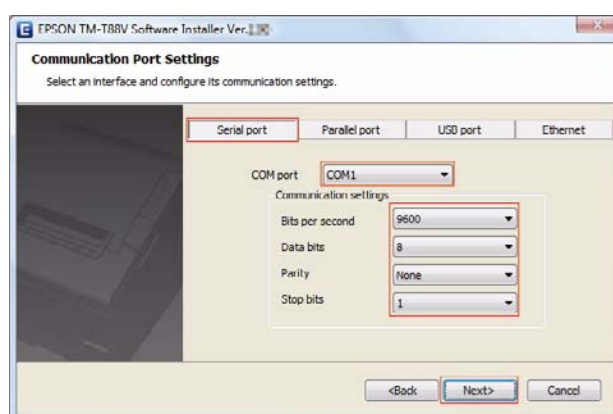 EPSON TM-T88V Software Installer Ver.
Communication Port Settings
Select an interface and configure its communication settings.
Serial port Parallel port USB port Ethernet
COM port COM1
Communication settings
Bits per second 9600
Data bits 8
Parity None
Stop bits 1
<Back Next> Cancel